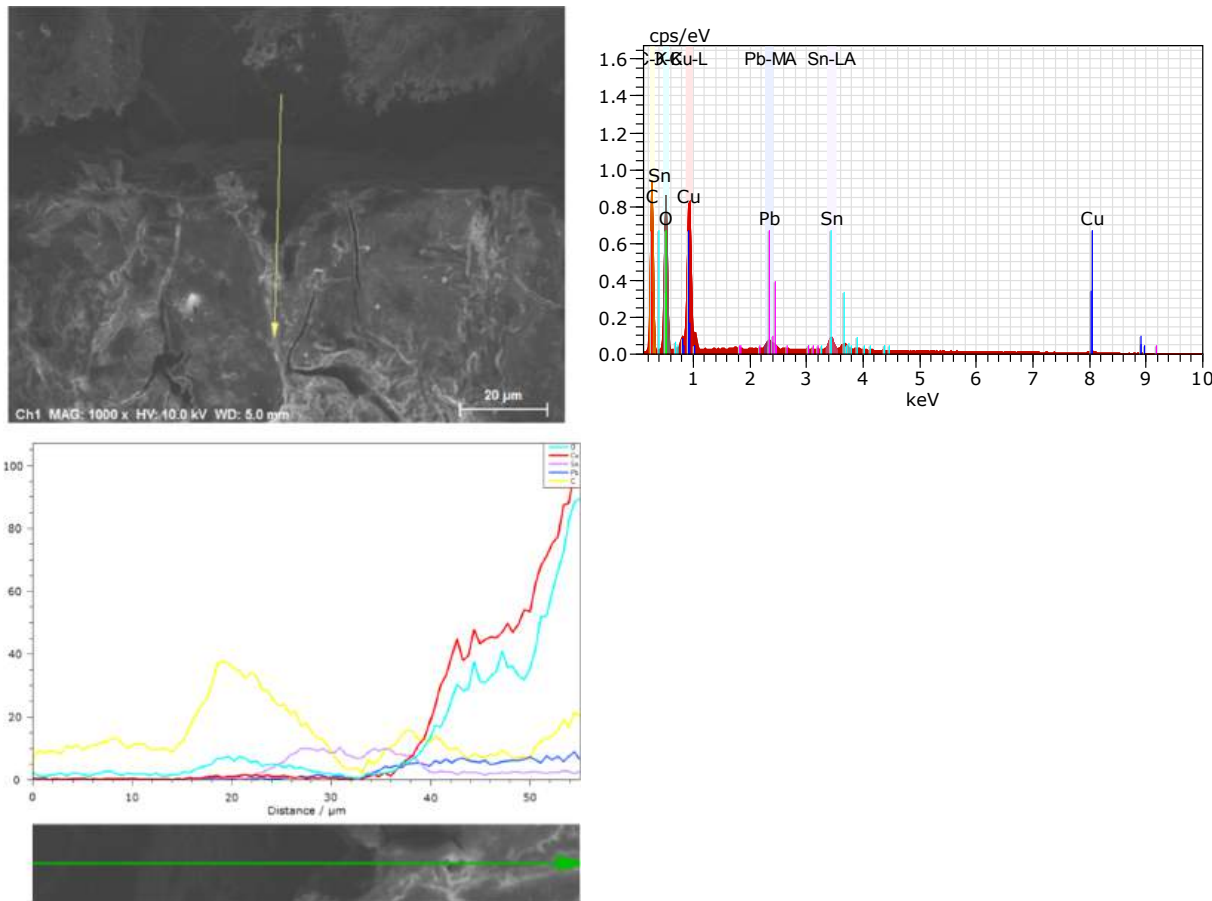 20 µm
Ch1 MAG: 1000 x HV: 10.0 kV WD: 5.0 mm
cps/eV
Cu-L Pb-MA Sn-LA
1.6
1.4
1.2
1.0
0.8
0.6
0.4
0.2
0.0
Sn
C Cu
O Pb Sn Cu
1 2 3 4 5 6 7 8 9 10
keV
O
Cu
Sn
Pb
C
100
80
60
40
20
0
0 10 20 30 40 50
Distance / µm